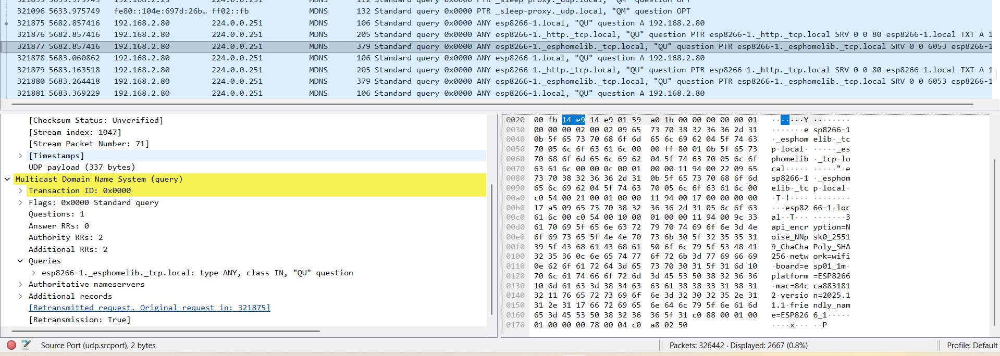 321096 5633.975749 fe80::104e:697d:26b… ff02::fb MDNS 132 Standard query 0x0000 PTR _sleep-proxy._udp.local, "QM" question OPT
321875 5682.857416 192.168.2.80 224.0.0.251 MDNS 106 Standard query 0x0000 ANY esp8266-1.local, "QU" question A 192.168.2.80
321876 5682.857416 192.168.2.80 224.0.0.251 MDNS 205 Standard query 0x0000 ANY esp8266-1._http._tcp.local, "QU" question PTR esp8266-1._http._tcp.local SRV 0 0 80 esp8266-1.local TXT A 1
321877 5682.857416 192.168.2.80 224.0.0.251 MDNS 379 Standard query 0x0000 ANY esp8266-1._esphomelib._tcp.local, "QU" question PTR esp8266-1._esphomelib._tcp.local SRV 0 0 6053 esp8266-1
321878 5683.060862 192.168.2.80 224.0.0.251 MDNS 106 Standard query 0x0000 ANY esp8266-1.local, "QU" question A 192.168.2.80
321879 5683.163518 192.168.2.80 224.0.0.251 MDNS 205 Standard query 0x0000 ANY esp8266-1._http._tcp.local, "QU" question PTR esp8266-1._http._tcp.local SRV 0 0 80 esp8266-1.local TXT A 1
321880 5683.264418 192.168.2.80 224.0.0.251 MDNS 379 Standard query 0x0000 ANY esp8266-1._esphomelib._tcp.local, "QU" question PTR esp8266-1._esphomelib._tcp.local SRV 0 0 6053 esp8266-1
321881 5683.369229 192.168.2.80 224.0.0.251 MDNS 106 Standard query 0x0000 ANY esp8266-1.local, "QU" question A 192.168.2.80
[Checksum Status: Unverified]
[Stream index: 1047]
[Stream Packet Number: 71]
[Timestamps]
UDP payload (337 bytes)
Multicast Domain Name System (query)
Transaction ID: 0x0000
Flags: 0x0000 Standard query
Questions: 1
Answer RRs: 0
Authority RRs: 2
Additional RRs: 2
Queries
esp8266-1._esphomelib._tcp.local: type ANY, class IN, "QU" question
Authoritative nameservers
Additional records
[Retransmitted request. Original request in: 321875]
[Retransmission: True]
0020 00 fb 14 e9 14 e9 01 59 a0 1b 00 00 00 00 00 01 ·······Y ········
0030 00 00 00 02 00 02 09 65 73 70 38 32 36 36 2d 31 ·······e sp8266-1
0040 0b 5f 65 73 70 68 6f 6d 65 6c 69 62 04 5f 74 63 ·_esphom elib·_tc
0050 70 05 6c 6f 63 61 6c 00 00 ff 80 01 0b 5f 65 73 p·local· ·····_es
0060 70 68 6f 6d 65 6c 69 62 04 5f 74 63 70 05 6c 6f phomelib ·_tcp·lo
0070 63 61 6c 00 00 0c 00 01 00 00 11 94 00 22 09 65 cal····· ·····"·e
0080 73 70 38 32 36 36 2d 31 0b 5f 65 73 70 68 6f 6d sp8266-1 ·_esphom
0090 65 6c 69 62 04 5f 74 63 70 05 6c 6f 63 61 6c 00 elib·_tc p·local·
00a0 c0 54 00 21 00 01 00 00 11 94 00 17 00 00 00 00 ·T·!···· ········
00b0 17 a5 09 65 73 70 38 32 36 36 2d 31 05 6c 6f 63 ···esp82 66-1·loc
00c0 61 6c 00 c0 54 00 10 00 01 00 00 11 94 00 9c 33 al··T··· ·······3
00d0 61 70 69 5f 65 6e 63 72 79 70 74 69 6f 6e 3d 4e api_encr yption=N
00e0 6f 69 73 65 5f 4e 4e 70 73 6b 30 5f 32 35 35 31 oise_NNp sk0_2551
00f0 39 5f 43 68 61 43 68 61 50 6f 6c 79 5f 53 48 41 9_ChaCha Poly_SHA
0100 32 35 36 0c 6e 65 74 77 6f 72 6b 3d 77 69 66 69 256·netw ork=wifi
0110 0e 62 6f 61 72 64 3d 65 73 70 30 31 5f 31 6d 10 ·board=e sp01_1m·
0120 70 6c 61 74 66 6f 72 6d 3d 45 53 50 38 32 36 36 platform =ESP8266
0130 10 6d 61 63 3d 38 34 63 63 61 38 38 33 31 38 31 ·mac=84c ca883181
0140 32 11 76 65 72 73 69 6f 6e 3d 32 30 32 35 2e 31 2·versio n=2025.1
0150 31 2e 31 17 66 72 69 65 6e 64 6c 79 5f 6e 61 6d 1.1·frie ndly_nam
0160 65 3d 45 53 50 38 32 36 36 5f 31 c0 88 00 01 00 e=ESP826 6_1·····
0170 01 00 00 00 78 00 04 c0 a8 02 50 ····x··· ··P
Source Port (udp.srcport), 2 bytes
Packets: 326442 · Displayed: 2667 (0.8%)
Profile: Default